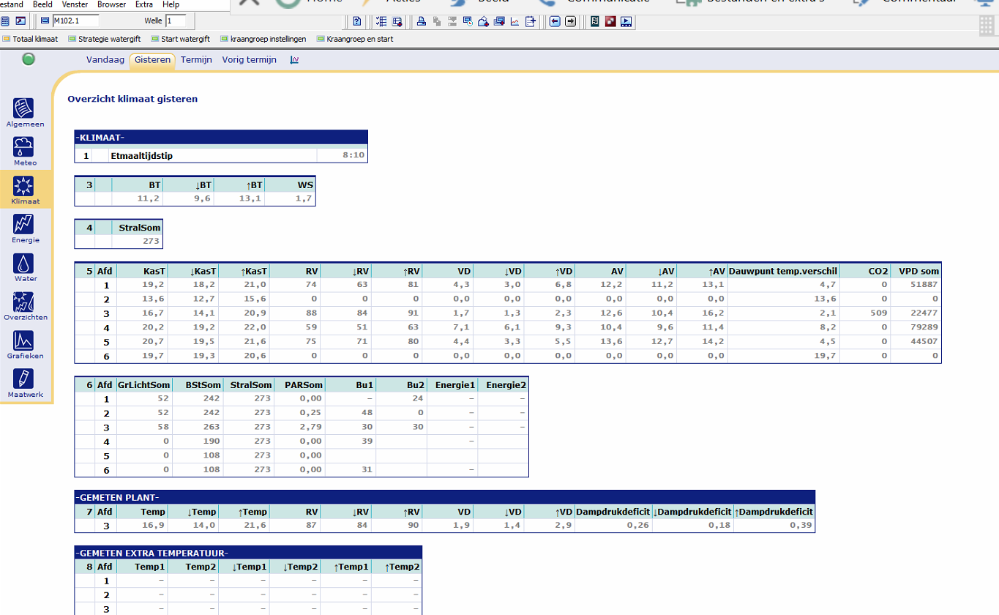 estand Beeld Venster Browser Extra Help Home Acties Beeld Communicatie Bestanden en extra's Commentaar
M102.1 Welle 1
Totaal klimaat Strategie watergift Start watergift kraangroep instellingen Kraangroep en start
Vandaag Gisteren Termijn Vorig termijn
Overzicht klimaat gisteren
Algemeen
Meteo
Klimaat
Energie
Water
Overzichten
Grafieken
Maatwerk
-KLIMAAT-
1 Etmaaltijdstip 8:10
3 BT ↓BT ↑BT WS
11,2 9,6 13,1 1,7
4 StralSom
273
5 Afd KasT ↓KasT ↑KasT RV ↓RV ↑RV VD ↓VD ↑VD AV ↓AV ↑AV Dauwpunt temp.verschil CO2 VPD som
1 19,2 18,2 21,0 74 63 81 4,3 3,0 6,8 12,2 11,2 13,1 4,7 0 51887
2 13,6 12,7 15,6 0 0 0 0,0 0,0 0,0 0,0 0,0 0,0 13,6 0 0
3 16,7 14,1 20,9 88 84 91 1,7 1,3 2,3 12,6 10,4 16,2 2,1 509 22477
4 20,2 19,2 22,0 59 51 63 7,1 6,1 9,3 10,4 9,6 11,4 8,2 0 79289
5 20,7 19,5 21,6 75 71 80 4,4 3,3 5,5 13,6 12,7 14,2 4,5 0 44507
6 19,7 19,3 20,6 0 0 0 0,0 0,0 0,0 0,0 0,0 0,0 19,7 0 0
6 Afd GrLichtSom BStSom StralSom PARSom Bu1 Bu2 Energie1 Energie2
1 52 242 273 0,00 – 24 – –
2 52 242 273 0,25 48 0 – –
3 58 263 273 2,79 30 30 – –
4 0 190 273 0,00 39 –
5 0 108 273 0,00
6 0 108 273 0,00 31 –
-GEMETEN PLANT-
7 Afd Temp ↓Temp ↑Temp RV ↓RV ↑RV VD ↓VD ↑VD Dampdrukdeficit ↓Dampdrukdeficit ↑Dampdrukdeficit
3 16,9 14,0 21,6 87 84 90 1,9 1,4 2,9 0,26 0,18 0,39
-GEMETEN EXTRA TEMPERATUUR-
8 Afd Temp1 Temp2 ↓Temp1 ↓Temp2 ↑Temp1 ↑Temp2
1 – – – – – –
2 – – – – – –
3 – – – – – –